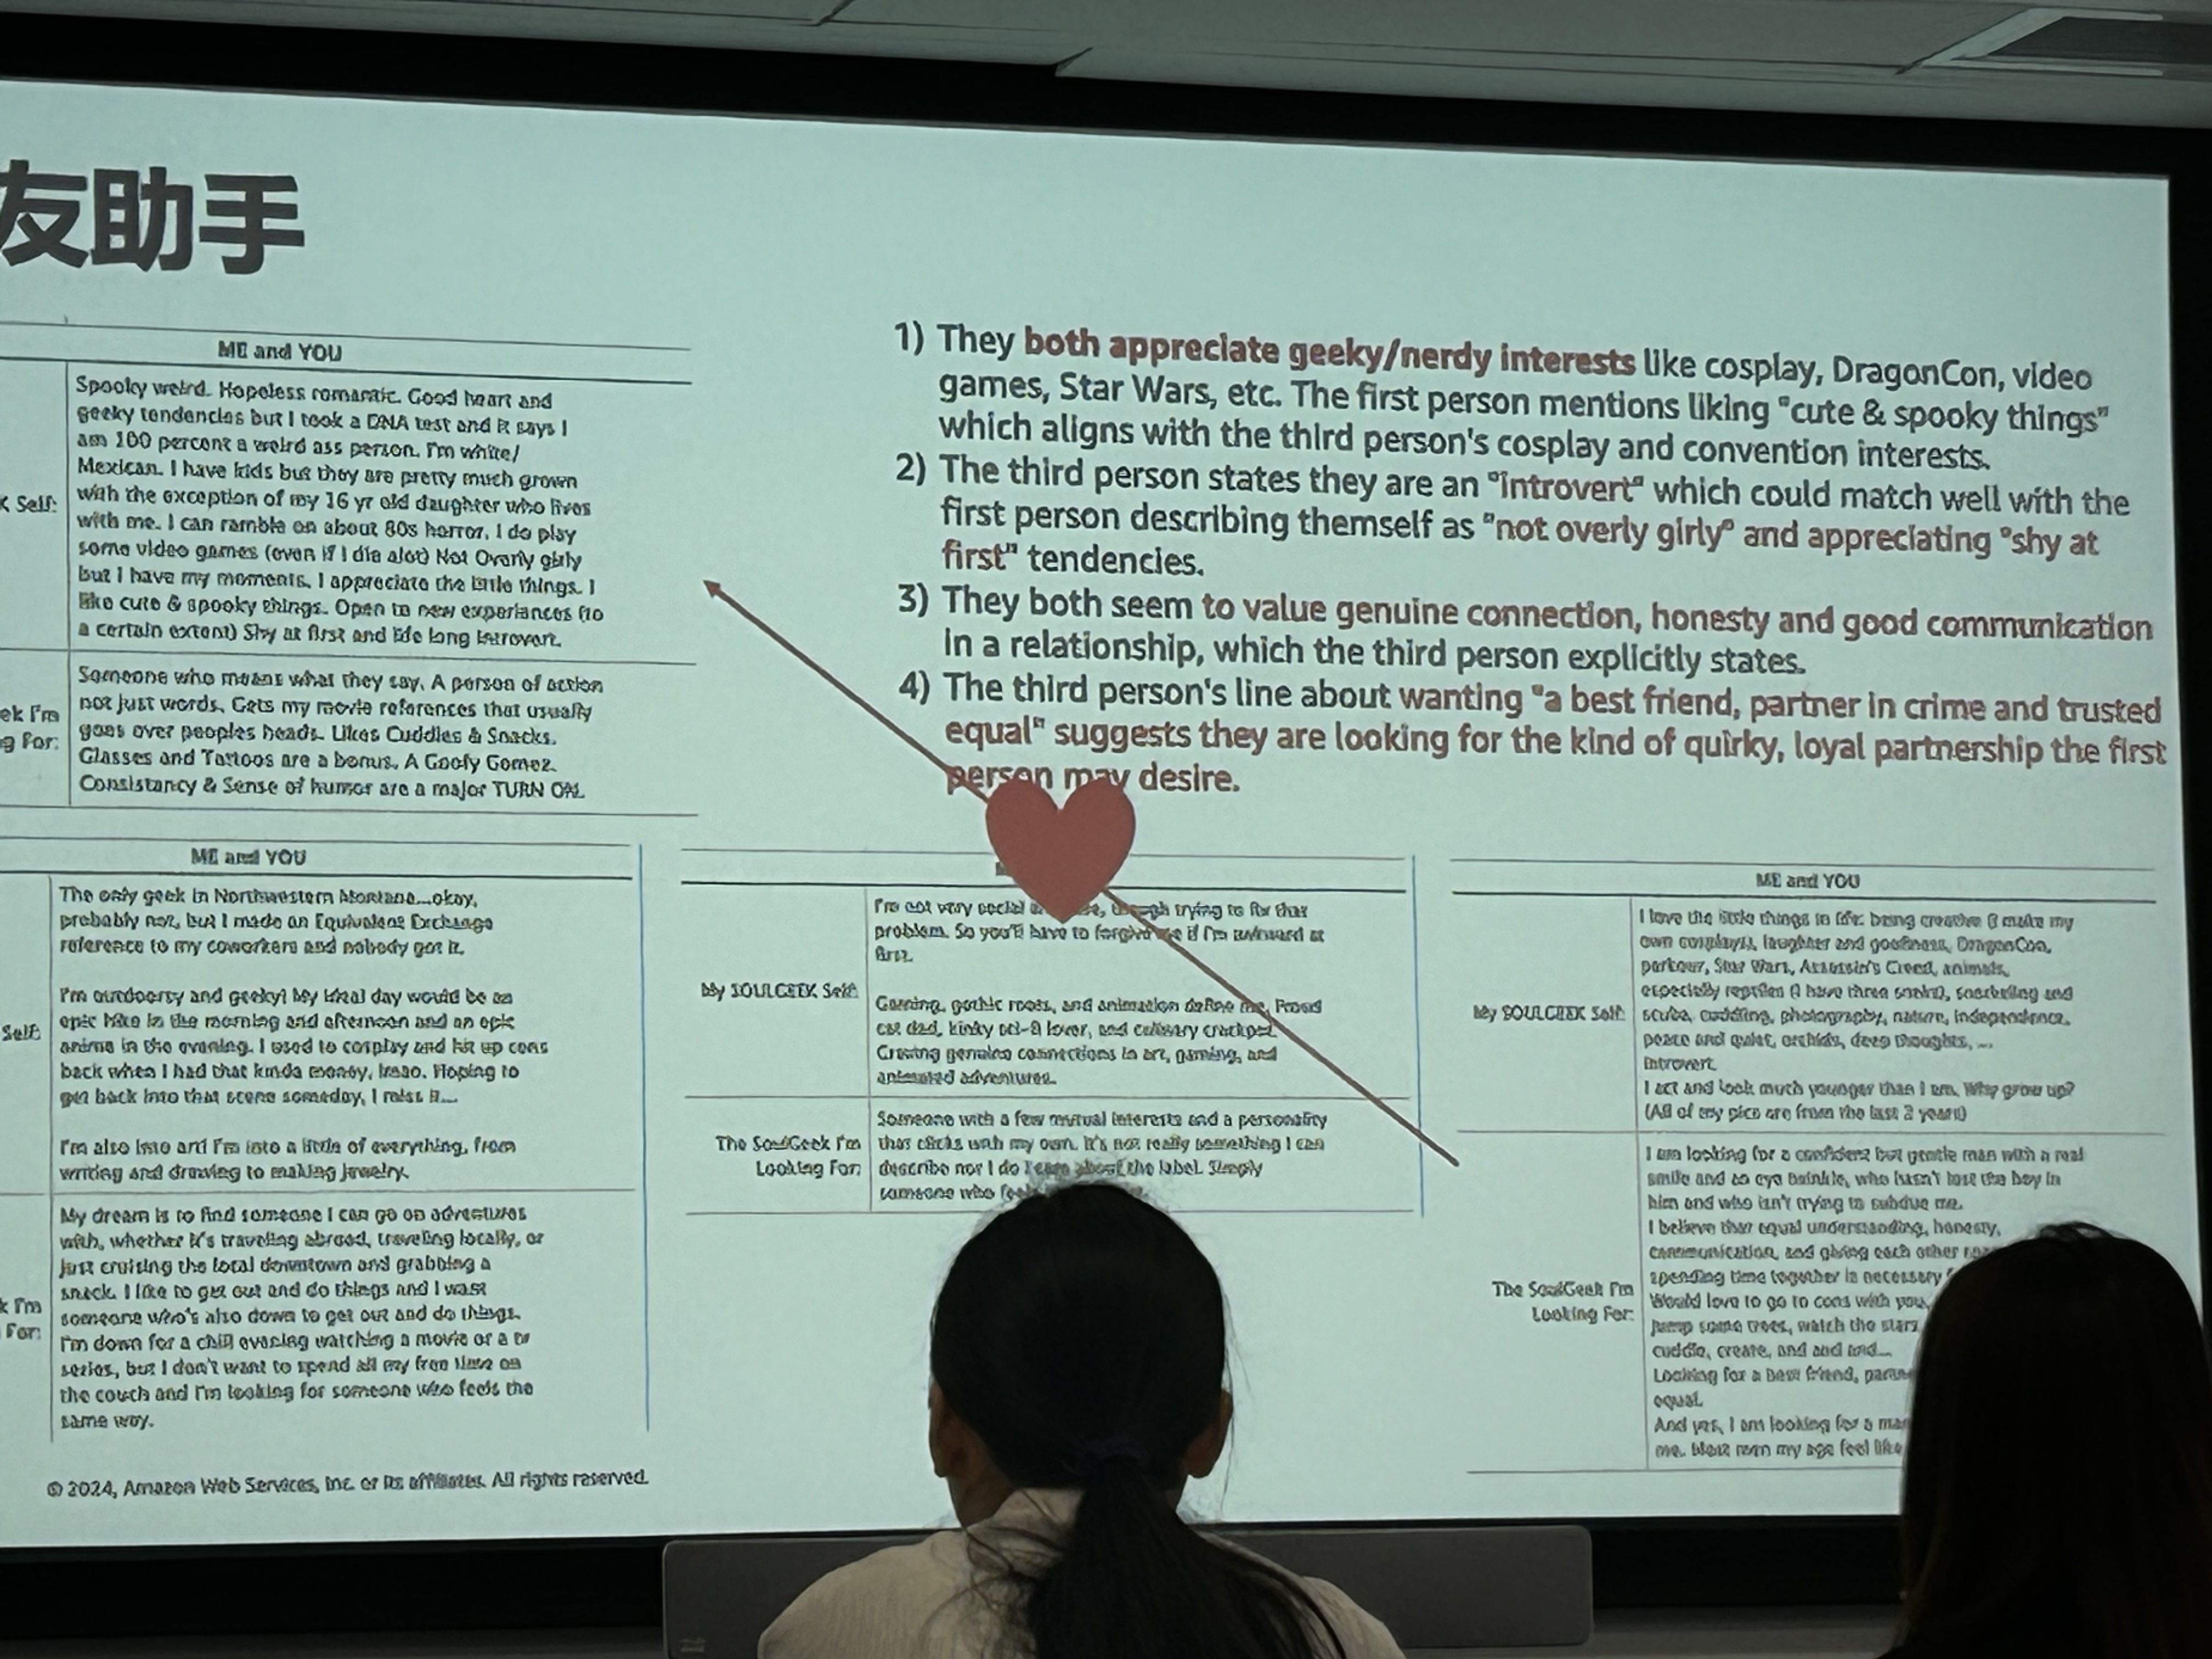 友助手
ME and YOU
Spooky weird. Hopeless romantic. Good heart and
geeky tendencies but I took a DNA test and it says I
am 100 percent a weird ass person. I'm white/
Mexican. I have kids but they are pretty much grown
with the exception of my 16 yr old daughter who lives
with me. I can ramble on about 80s horror. I do play
some video games (even if I die alot) Not Overly girly
but I have my moments. I appreciate the little things. I
like cute & spooky things. Open to new experiences (to
a certain extent) Shy at first and life long introvert.
Self:
Someone who means what they say. A person of action
not just words. Gets my movie references that usually
goes over peoples heads. Likes Cuddles & Snacks.
Glasses and Tattoos are a bonus. A Goofy Gomez.
Consistancy & Sense of humor are a major TURN ON.
I'm
For:
1) They both appreciate geeky/nerdy interests like cosplay, DragonCon, video
games, Star Wars, etc. The first person mentions liking "cute & spooky things"
which aligns with the third person's cosplay and convention interests.
2) The third person states they are an "introvert" which could match well with the
first person describing themself as "not overly girly" and appreciating "shy at
first" tendencies.
3) They both seem to value genuine connection, honesty and good communication
in a relationship, which the third person explicitly states.
4) The third person's line about wanting "a best friend, partner in crime and trusted
equal" suggests they are looking for the kind of quirky, loyal partnership the first
person may desire.
ME and YOU
The only geek in Northwestern Montana...okay,
probably not, but I made an Equivalent Exchange
reference to my coworkers and nobody got it.
I'm outdoorsy and geeky! My ideal day would be an
epic hike in the morning and afternoon and an epic
anime in the evening. I used to cosplay and hit up cons
back when I had that kinda money, lmao. Hoping to
get back into that scene someday, I miss it...
I'm also into art! I'm into a little of everything, from
writing and drawing to making jewelry.
Self:
My dream is to find someone I can go on adventures
with, whether it's traveling abroad, traveling locally, or
just cruising the local downtown and grabbing a
snack. I like to get out and do things and I want
someone who's also down to get out and do things.
I'm down for a chill evening watching a movie or a tv
series, but I don't want to spend all my free time on
the couch and I'm looking for someone who feels the
same way.
I'm
For:
My SOULGEEK Self:
I'm not very social trying to fix that
problem. So you'll have to forgive me if I'm awkward at
first.
Gaming, gothic roots, and animation define me. Proud
cat dad, kinky sci-fi lover, and culinary crackpot.
Craving genuine connections in art, gaming, and
animated adventures.
The SoulGeek I'm
Looking For:
Someone with a few mutual interests and a personality
that clicks with my own. It's not really something I can
describe nor I do I care about the label. Simply
someone who
ME and YOU
My SOULGEEK Self:
I love the little things in life: being creative (I make my
own cosplays), laughter and goofiness, DragonCon,
parkour, Star Wars, Assassin's Creed, animals,
especially reptiles (I have three), snorkeling and
scuba, cuddling, photography, nature, independence,
peace and quiet, orchids, deep thoughts, ...
Introvert.
I act and look much younger than I am. Why grow up?
(All of my pics are from the last 2 years)
The SoulGeek I'm
Looking For:
I am looking for a confident but gentle man with a real
smile and an eye twinkle, who hasn't lost the boy in
him and who isn't trying to subdue me.
I believe that equal understanding, honesty,
communication, and giving each other
spending time together is necessary
Would love to go to cons with you,
jump some trees, watch the stars,
cuddle, create, and and and...
Looking for a best friend,
equal.
And yes, I am looking for a
me. Most men my age feel like
© 2024, Amazon Web Services, Inc. or its affiliates. All rights reserved.